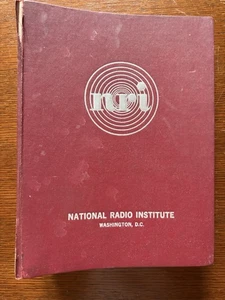 nri
NATIONAL RADIO INSTITUTE
WASHINGTON, D.C.